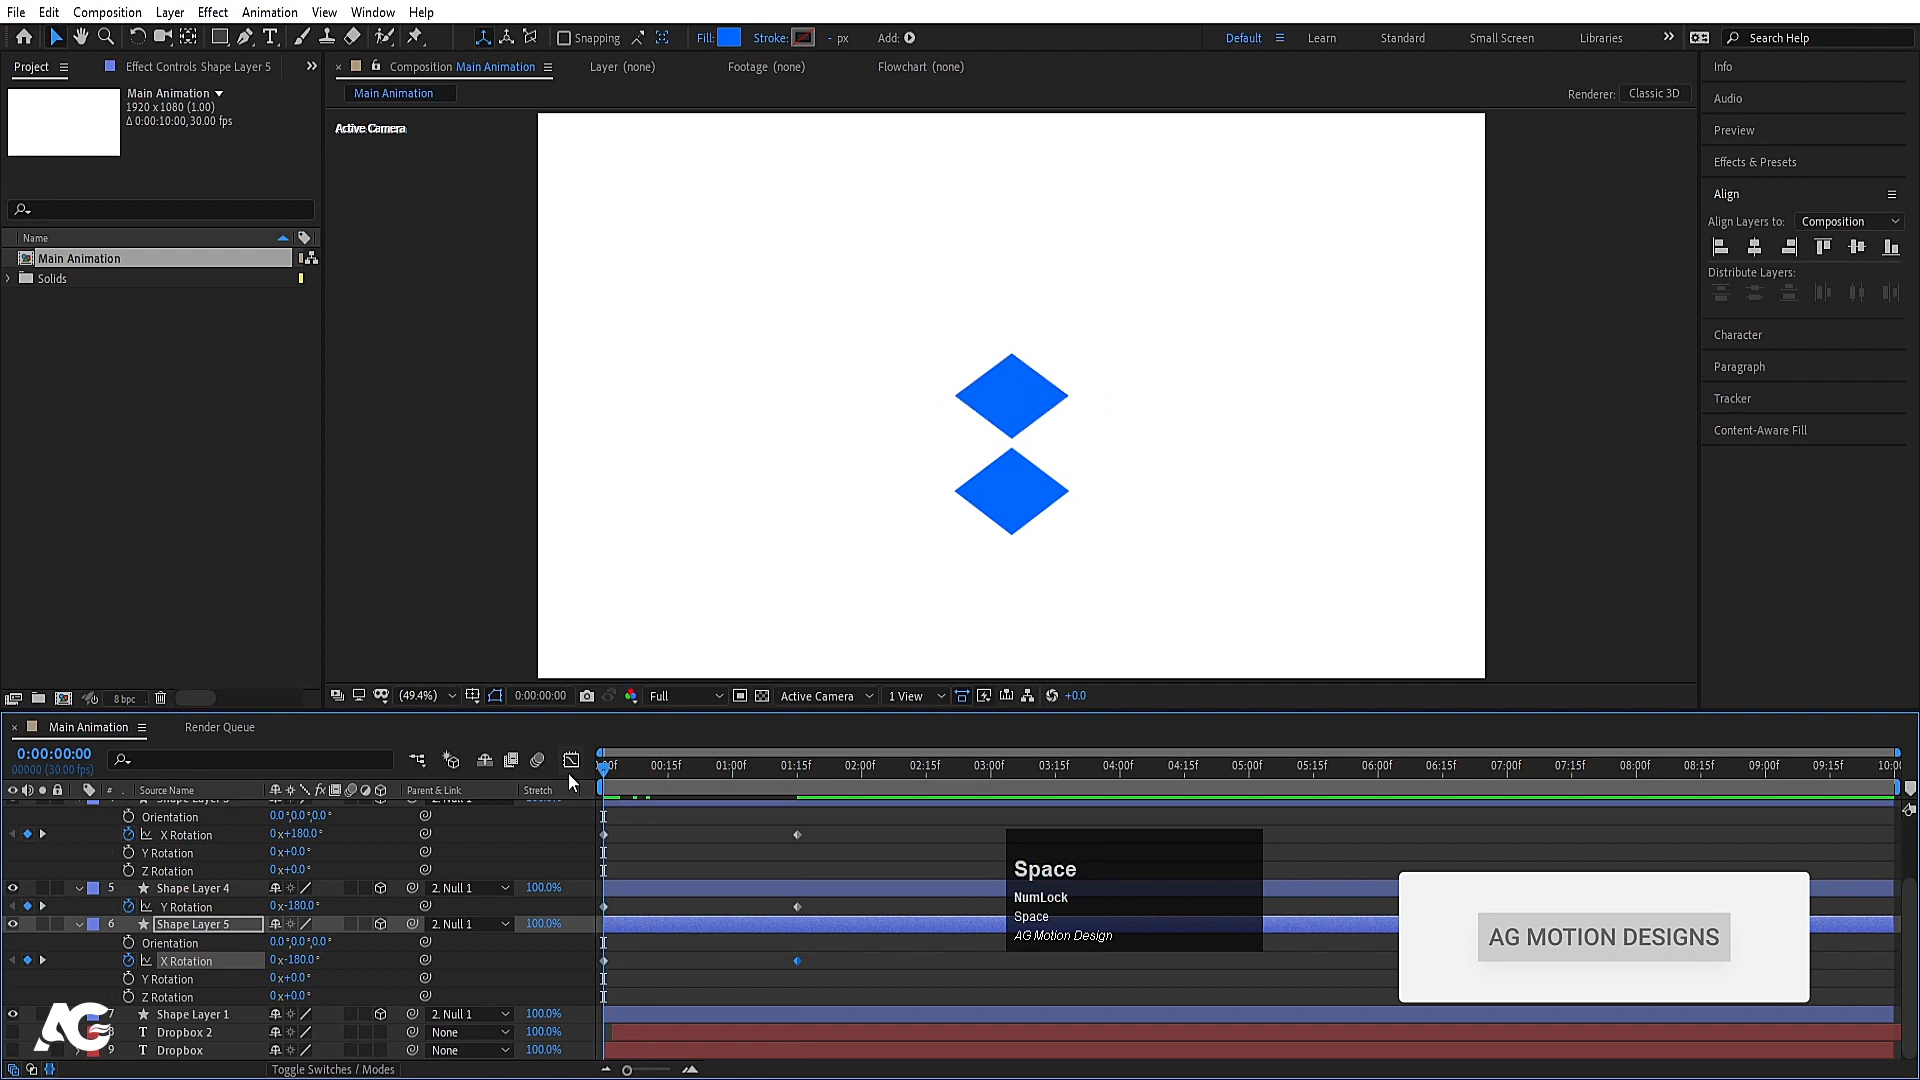 File Edit Composition Layer Effect Animation View Window Help
Snapping Fill: Stroke: - px Add: Default Learn Standard Small Screen Libraries Search Help
Project Effect Controls Shape Layer 5 Composition Main Animation Layer (none) Footage (none) Flowchart (none) Info
Main Animation
1920 x 1080 (1.00)
Δ 0:00:10:00, 30.00 fps
Main Animation Renderer: Classic 3D
Audio
Active Camera
Preview
Effects & Presets
Align
Align Layers to: Composition
Name
Main Animation
Solids
Distribute Layers:
Character
Paragraph
Tracker
Content-Aware Fill
8 bpc (49.4%) 0:00:00:00 Full Active Camera 1 View +0.0
Main Animation Render Queue
0:00:00:00
00000 (30.00 fps)
00:15f 01:00f 01:15f 02:00f 02:15f 03:00f 03:15f 04:00f 04:15f 05:00f 05:15f 06:00f 06:15f 07:00f 07:15f 08:00f 08:15f 09:00f 09:15f 10:0
# Source Name fx Parent & Link Stretch
Orientation 0.0°,0.0°,0.0°
X Rotation 0x+180.0°
Y Rotation 0x+0.0°
Z Rotation 0x+0.0°
5 Shape Layer 4 2. Null 1 100.0%
Y Rotation 0x-180.0°
6 Shape Layer 5 2. Null 1 100.0%
Orientation 0.0°,0.0°,0.0°
X Rotation 0x-180.0°
Y Rotation 0x+0.0°
Z Rotation 0x+0.0°
7 Shape Layer 1 2. Null 1 100.0%
8 T Dropbox 2 None 100.0%
9 T Dropbox None 100.0%
Toggle Switches / Modes
Space
NumLock
Space
AG Motion Design
AG MOTION DESIGNS
AG